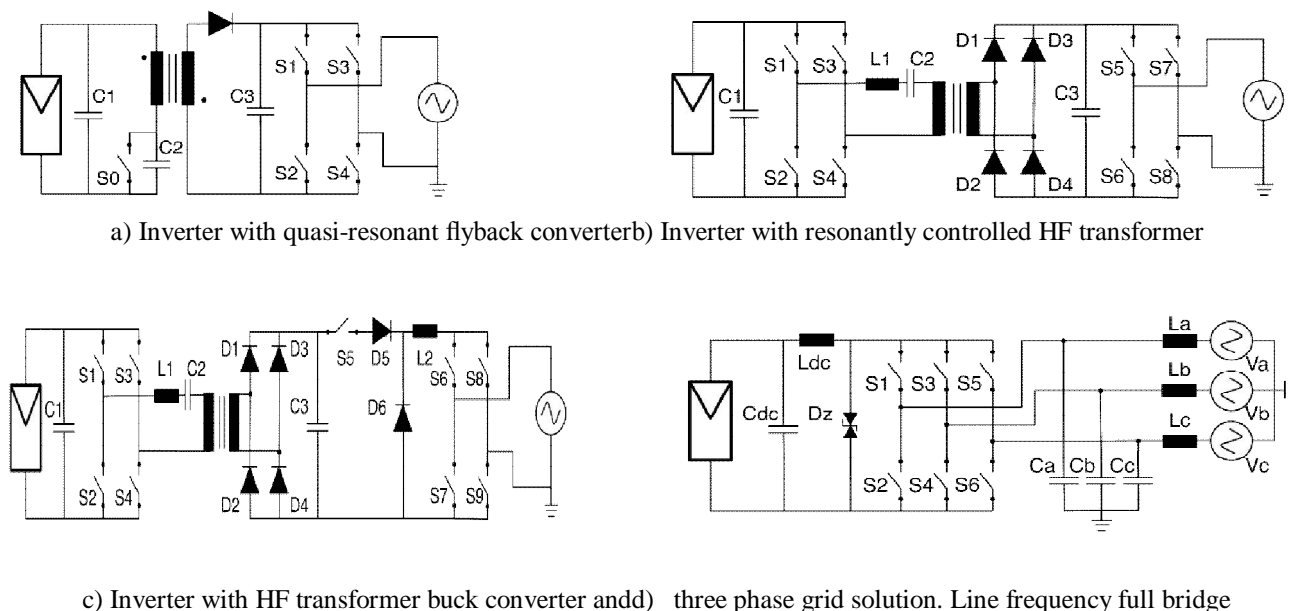 C1
C2
S0
C3
S1
S3
S2
S4
C1
S1
S3
S2
S4
L1
C2
D1
D3
D2
D4
C3
S5
S7
S6
S8
a) Inverter with quasi-resonant flyback converterb) Inverter with resonantly controlled HF transformer
C1
S1
S3
S2
S4
L1
C2
D1
D3
D2
D4
C3
S5
D5
L2
D6
S6
S8
S7
S9
Cdc
Ldc
Dz
S1
S3
S5
S2
S4
S6
La
Va
Lb
Vb
Lc
Vc
Ca
Cb
Cc
c) Inverter with HF transformer buck converter andd) three phase grid solution. Line frequency full bridge